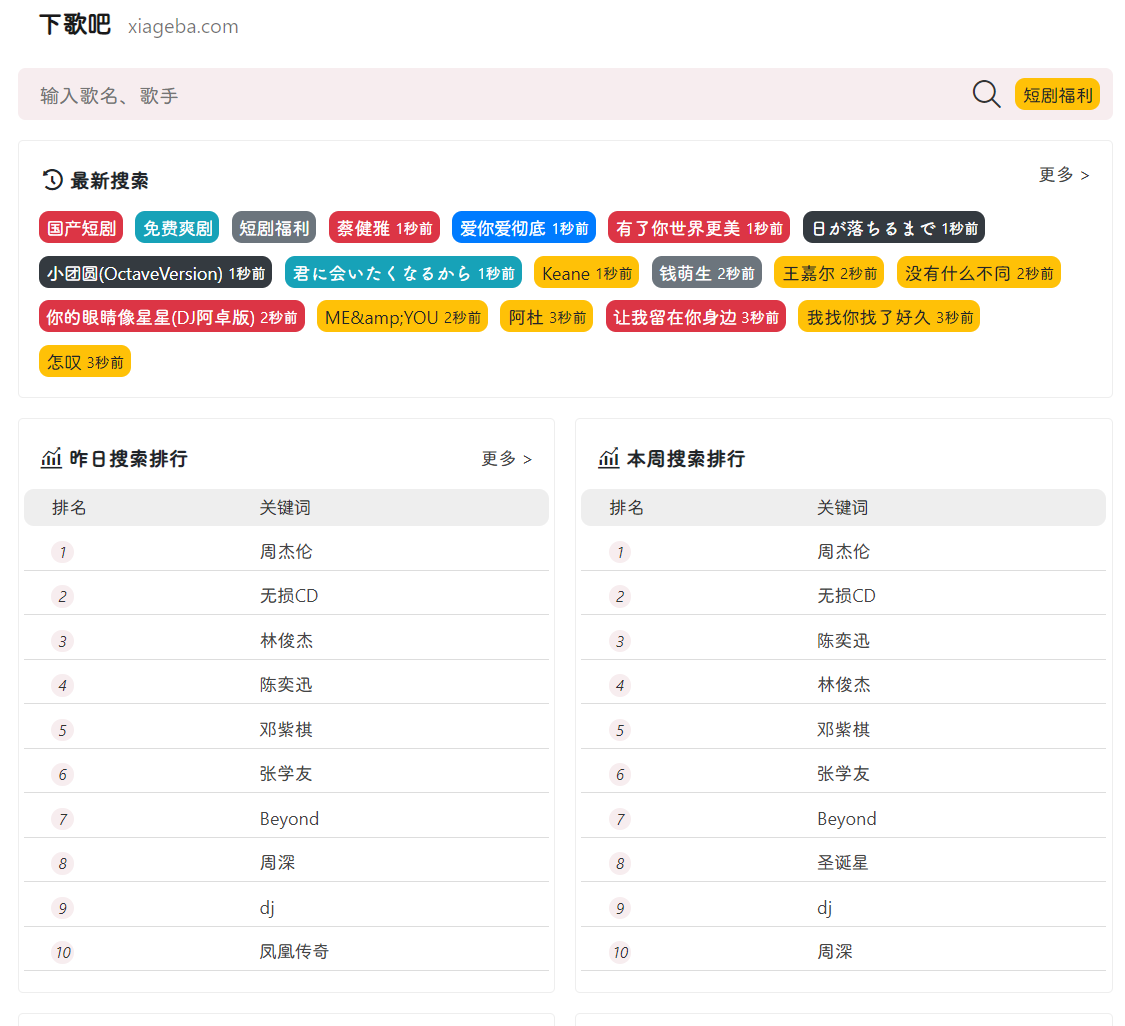 下歌吧 xiageba.com
输入歌名、歌手 短剧福利
最新搜索 更多 >
国产短剧 免费爽剧 短剧福利 蔡健雅 1秒前 爱你爱彻底 1秒前 有了你世界更美 1秒前 日が落ちるまで 1秒前
小团圆(OctaveVersion) 1秒前 君に会いたくなるから 1秒前 Keane 1秒前 钱萌生 2秒前 王嘉尔 2秒前 没有什么不同 2秒前
你的眼睛像星星(DJ阿卓版) 2秒前 ME&amp;YOU 2秒前 阿杜 3秒前 让我留在你身边 3秒前 我找你找了好久 3秒前
怎叹 3秒前
昨日搜索排行 更多 >
排名 关键词
1 周杰伦
2 无损CD
3 林俊杰
4 陈奕迅
5 邓紫棋
6 张学友
7 Beyond
8 周深
9 dj
10 凤凰传奇
本周搜索排行
排名 关键词
1 周杰伦
2 无损CD
3 陈奕迅
4 林俊杰
5 邓紫棋
6 张学友
7 Beyond
8 圣诞星
9 dj
10 周深